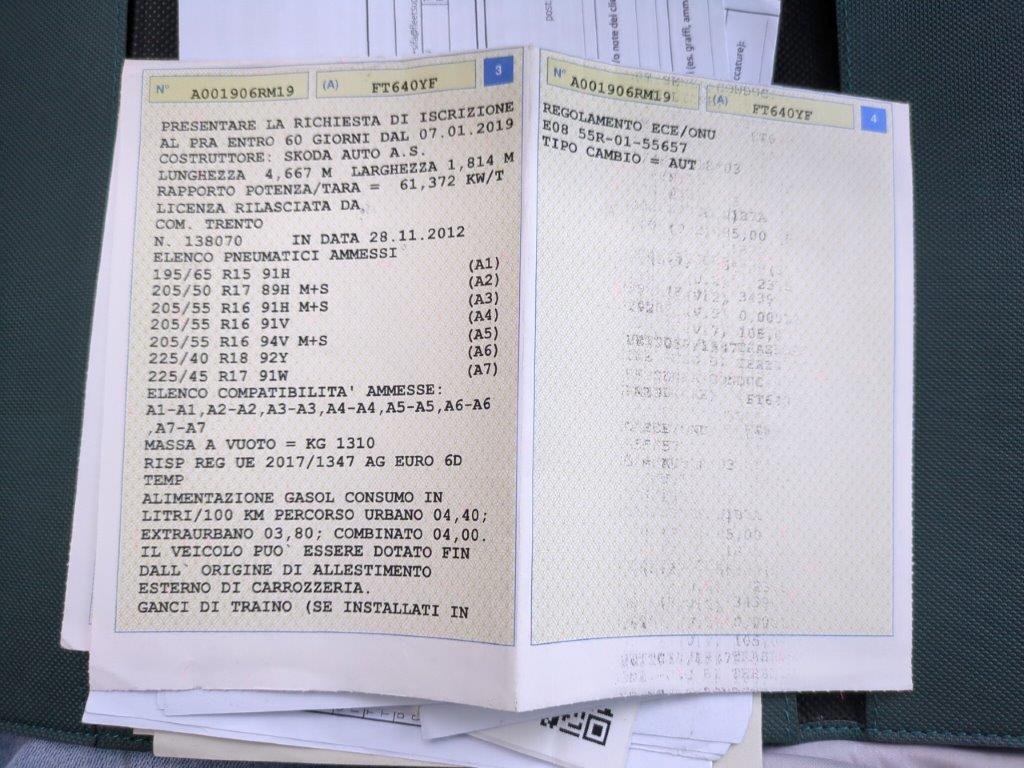 post
o note del cli
(es. graffi, amm
ccature):
3
N° A001906RM19 (A) FT640YF
PRESENTARE LA RICHIESTA DI ISCRIZIONE
AL PRA ENTRO 60 GIORNI DAL 07.01.2019
COSTRUTTORE: SKODA AUTO A.S.
LUNGHEZZA 4,667 M LARGHEZZA 1,814 M
RAPPORTO POTENZA/TARA = 61,372 KW/T
LICENZA RILASCIATA DA,
COM. TRENTO
N. 138070 IN DATA 28.11.2012
ELENCO PNEUMATICI AMMESSI
195/65 R15 91H (A1)
205/50 R17 89H M+S (A2)
205/55 R16 91H M+S (A3)
205/55 R16 91V (A4)
205/55 R16 94V M+S (A5)
225/40 R18 92Y (A6)
225/45 R17 91W (A7)
ELENCO COMPATIBILITA' AMMESSE:
A1-A1,A2-A2,A3-A3,A4-A4,A5-A5,A6-A6
,A7-A7
MASSA A VUOTO = KG 1310
RISP REG UE 2017/1347 AG EURO 6D
TEMP
ALIMENTAZIONE GASOL CONSUMO IN
LITRI/100 KM PERCORSO URBANO 04,40;
EXTRAURBANO 03,80; COMBINATO 04,00.
IL VEICOLO PUO` ESSERE DOTATO FIN
DALL` ORIGINE DI ALLESTIMENTO
ESTERNO DI CARROZZERIA.
GANCI DI TRAINO (SE INSTALLATI IN
N° A001906RM19 (A) FT640YF
4
REGOLAMENTO ECE/ONU
E08 55R-01-55657
TIPO CAMBIO = AUT